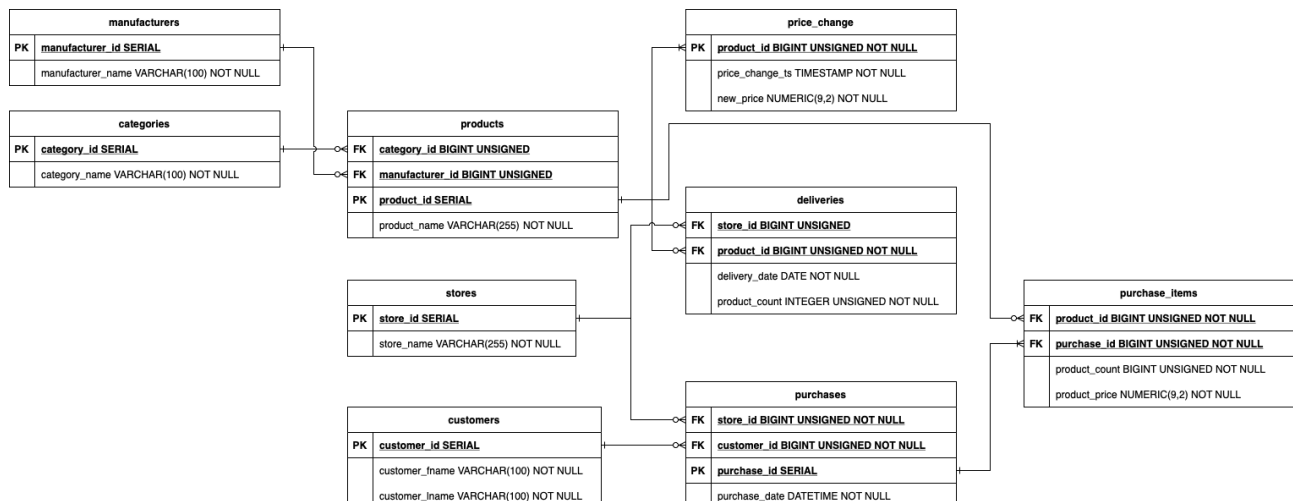 manufacturers
PK manufacturer_id SERIAL
manufacturer_name VARCHAR(100) NOT NULL
categories
PK category_id SERIAL
category_name VARCHAR(100) NOT NULL
products
FK category_id BIGINT UNSIGNED
FK manufacturer_id BIGINT UNSIGNED
PK product_id SERIAL
product_name VARCHAR(255) NOT NULL
stores
PK store_id SERIAL
store_name VARCHAR(255) NOT NULL
customers
PK customer_id SERIAL
customer_fname VARCHAR(100) NOT NULL
customer_lname VARCHAR(100) NOT NULL
price_change
PK product_id BIGINT UNSIGNED NOT NULL
price_change_ts TIMESTAMP NOT NULL
new_price NUMERIC(9,2) NOT NULL
deliveries
FK store_id BIGINT UNSIGNED
FK product_id BIGINT UNSIGNED NOT NULL
delivery_date DATE NOT NULL
product_count INTEGER UNSIGNED NOT NULL
purchases
FK store_id BIGINT UNSIGNED NOT NULL
FK customer_id BIGINT UNSIGNED NOT NULL
PK purchase_id SERIAL
purchase_date DATETIME NOT NULL
purchase_items
FK product_id BIGINT UNSIGNED NOT NULL
FK purchase_id BIGINT UNSIGNED NOT NULL
product_count BIGINT UNSIGNED NOT NULL
product_price NUMERIC(9,2) NOT NULL